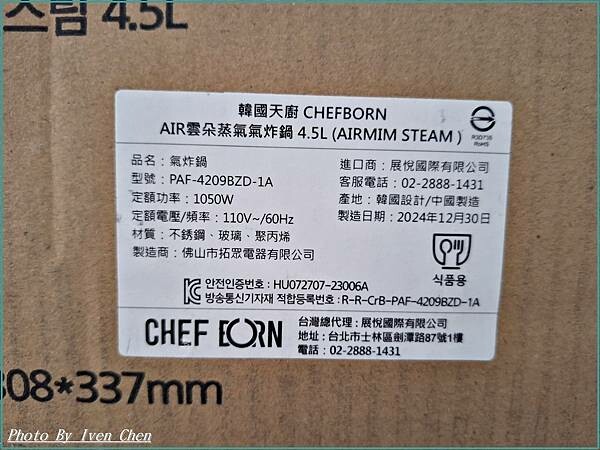 스팀 4.5L
韓國天廚 CHEFBORN
AIR雲朵蒸氣氣炸鍋 4.5L (AIRMIM STEAM)
R3D736
RoHS
品名：氣炸鍋
型號：PAF-4209BZD-1A
定額功率：1050W
定額電壓/頻率：110V~/60Hz
材質：不銹鋼、玻璃、聚丙烯
製造商：佛山市拓眾電器有限公司
進口商：展悅國際有限公司
客服電話：02-2888-1431
產地：韓國設計/中國製造
製造日期：2024年12月30日
食品用
안전인증번호 : HU072707-23006A
방송통신기자재 적합등록번호 : R-R-CrB-PAF-4209BZD-1A
CHEF BORN
台灣總代理：展悅國際有限公司
地址：台北市士林區劍潭路87號1樓
電話：02-2888-1431
308*337mm
Photo By Iven Chen